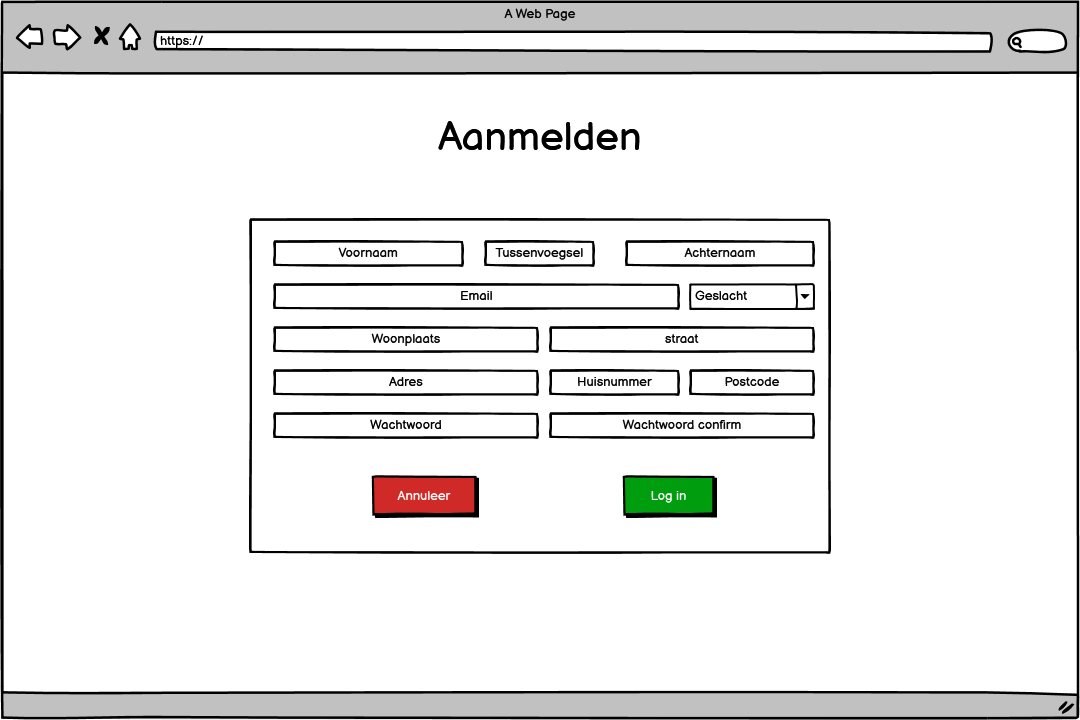 A Web Page
https://
Aanmelden
Voornaam Tussenvoegsel Achternaam
Email Geslacht
Woonplaats straat
Adres Huisnummer Postcode
Wachtwoord Wachtwoord confirm
Annuleer Log in